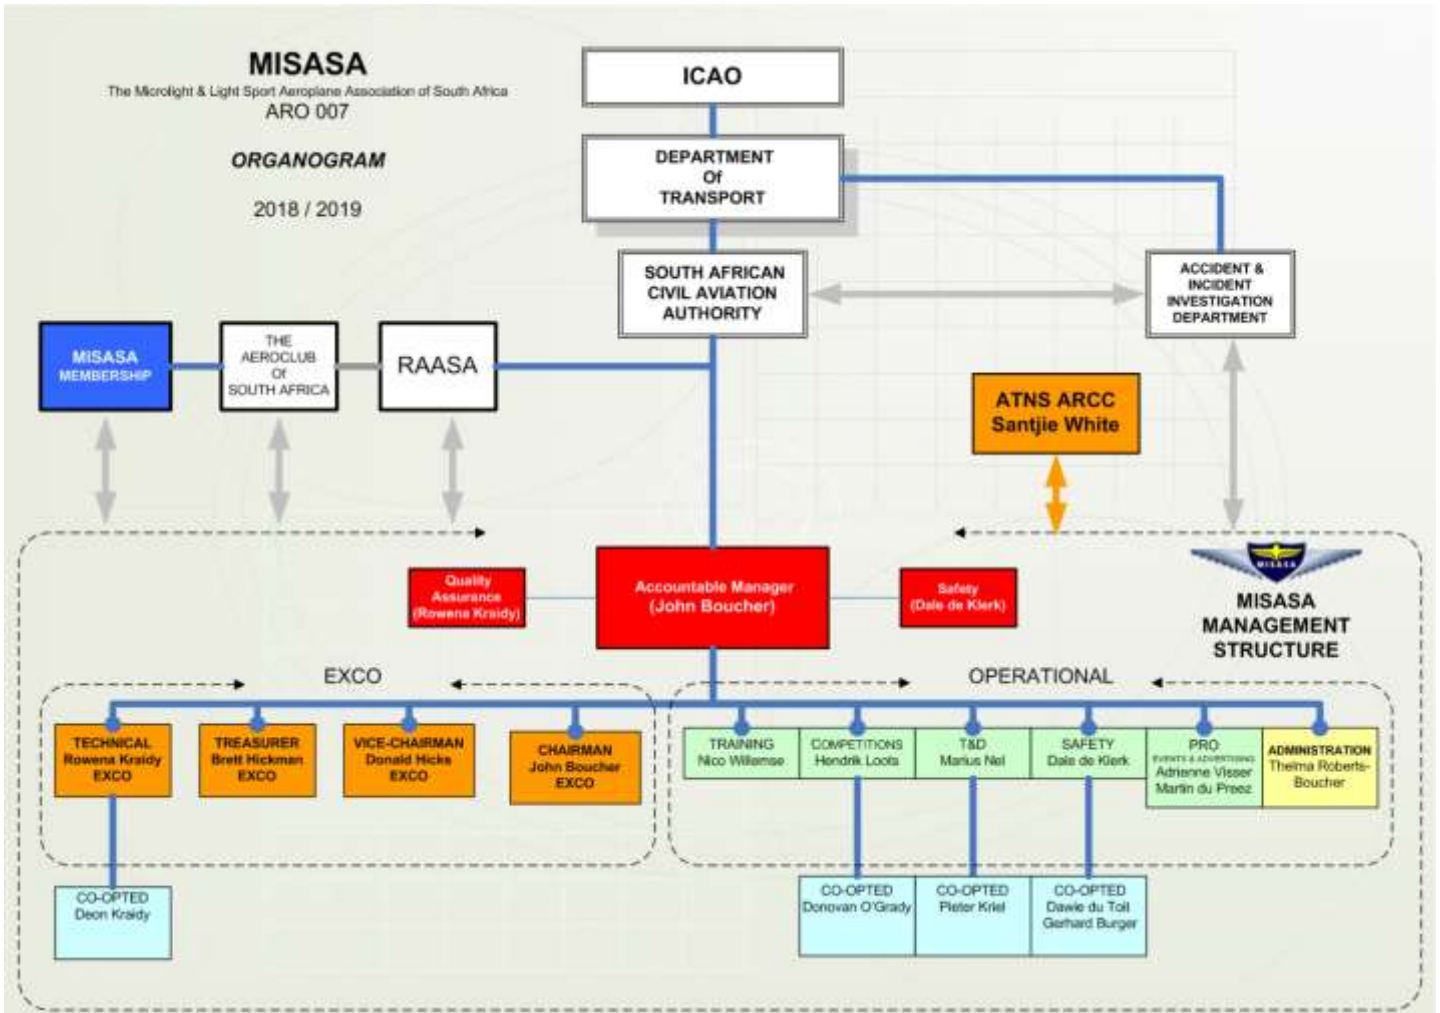 MISASA
The Microlight & Light Sport Aeroplane Association of South Africa
ARO 007
ORGANOGRAM
2018 / 2019
ICAO
DEPARTMENT
Of
TRANSPORT
SOUTH AFRICAN
CIVIL AVIATION
AUTHORITY
ACCIDENT &
INCIDENT
INVESTIGATION
DEPARTMENT
MISASA
MEMBERSHIP
THE
AEROCLUB
Of
SOUTH AFRICA
RAASA
ATNS ARCC
Santjie White
Quality
Assurance
(Rowena Kraidy)
Accountable Manager
(John Boucher)
Safety
(Dale de Klerk)
MISASA
MISASA
MANAGEMENT
STRUCTURE
EXCO
OPERATIONAL
TECHNICAL
Rowena Kraidy
EXCO
TREASURER
Brett Hickman
EXCO
VICE-CHAIRMAN
Donald Hicks
EXCO
CHAIRMAN
John Boucher
EXCO
TRAINING
Nico Willemse
COMPETITIONS
Hendrik Loots
T&D
Marius Nel
SAFETY
Dale de Klerk
PRO
EVENTS & ADVERTISING
Adrienne Visser
Martin du Preez
ADMINISTRATION
Thelma Roberts-
Boucher
CO-OPTED
Deon Kraidy
CO-OPTED
Donovan O'Grady
CO-OPTED
Pieter Kriel
CO-OPTED
Dawie du Toit
Gerhard Burger